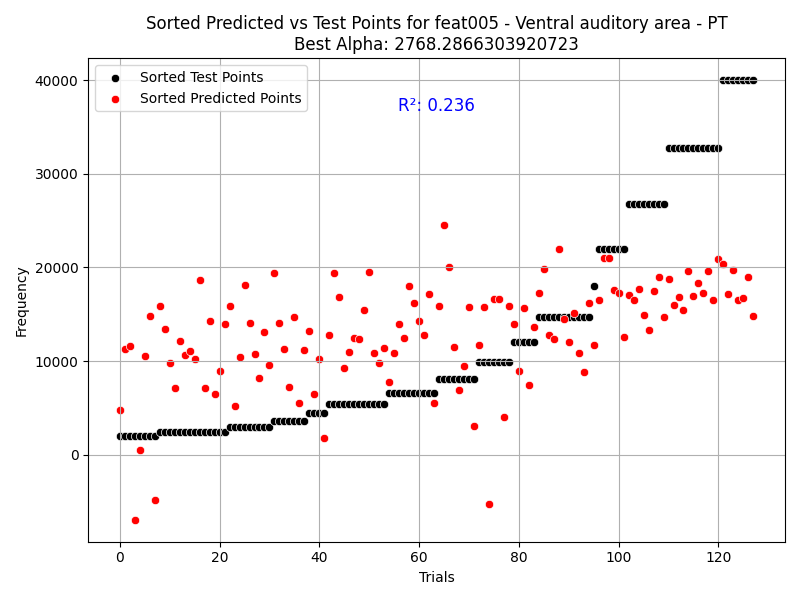 Sorted Predicted vs Test Points for feat005 - Ventral auditory area - PT
Best Alpha: 2768.2866303920723
Sorted Test Points
Sorted Predicted Points
R²: 0.236
40000
30000
20000
10000
0
Frequency
0 20 40 60 80 100 120
Trials